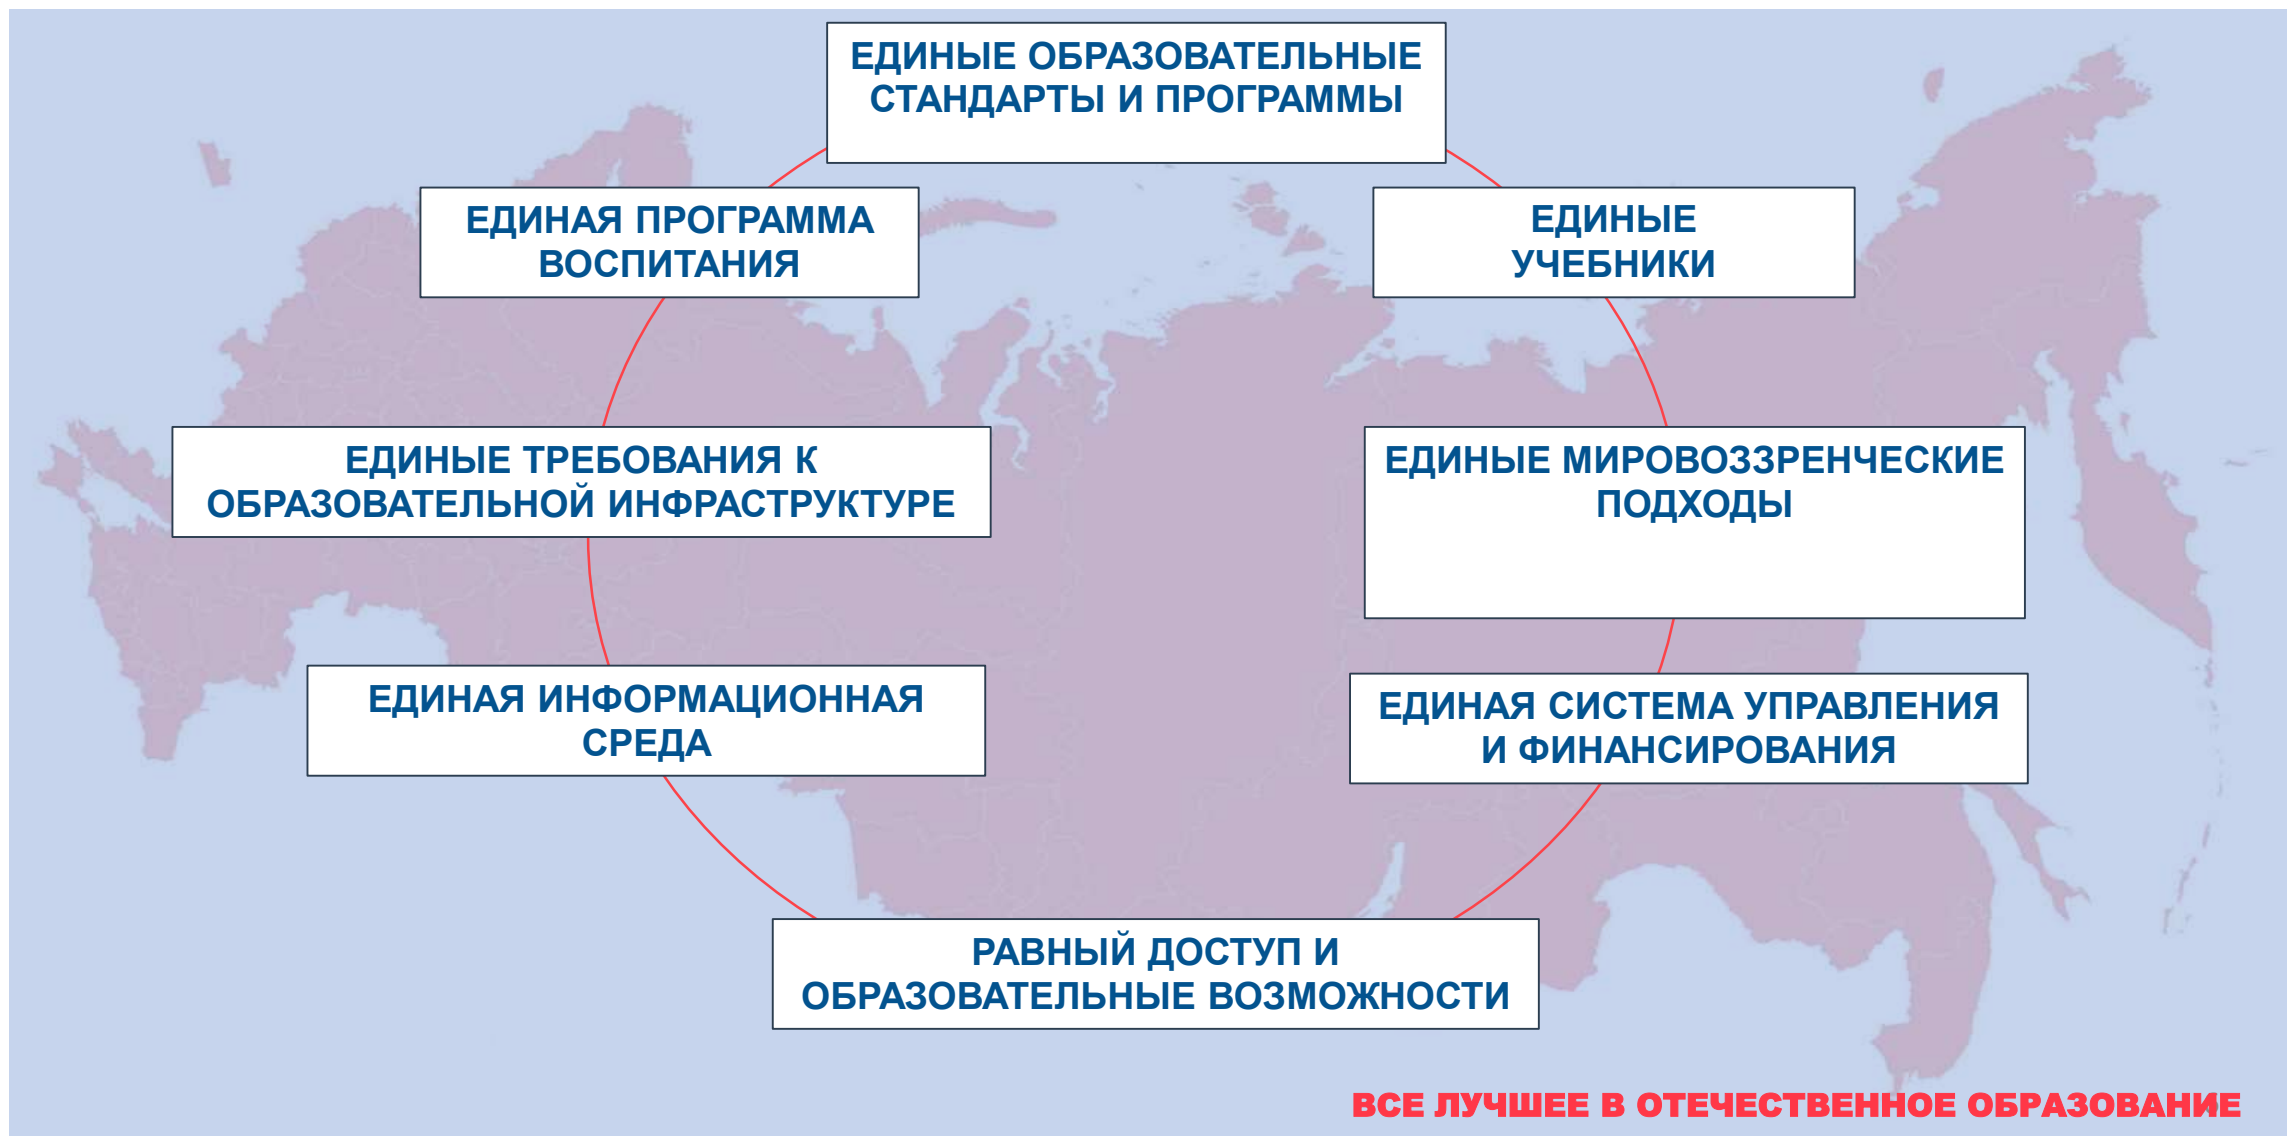 ЕДИНЫЕ ОБРАЗОВАТЕЛЬНЫЕ
СТАНДАРТЫ И ПРОГРАММЫ
ЕДИНАЯ ПРОГРАММА
ВОСПИТАНИЯ
ЕДИНЫЕ
УЧЕБНИКИ
ЕДИНЫЕ ТРЕБОВАНИЯ К
ОБРАЗОВАТЕЛЬНОЙ ИНФРАСТРУКТУРЕ
ЕДИНЫЕ МИРОВОЗЗРЕНЧЕСКИЕ
ПОДХОДЫ
ЕДИНАЯ ИНФОРМАЦИОННАЯ
СРЕДА
ЕДИНАЯ СИСТЕМА УПРАВЛЕНИЯ
И ФИНАНСИРОВАНИЯ
РАВНЫЙ ДОСТУП И
ОБРАЗОВАТЕЛЬНЫЕ ВОЗМОЖНОСТИ
ВСЕ ЛУЧШЕЕ В ОТЕЧЕСТВЕННОЕ ОБРАЗОВАНИЕ